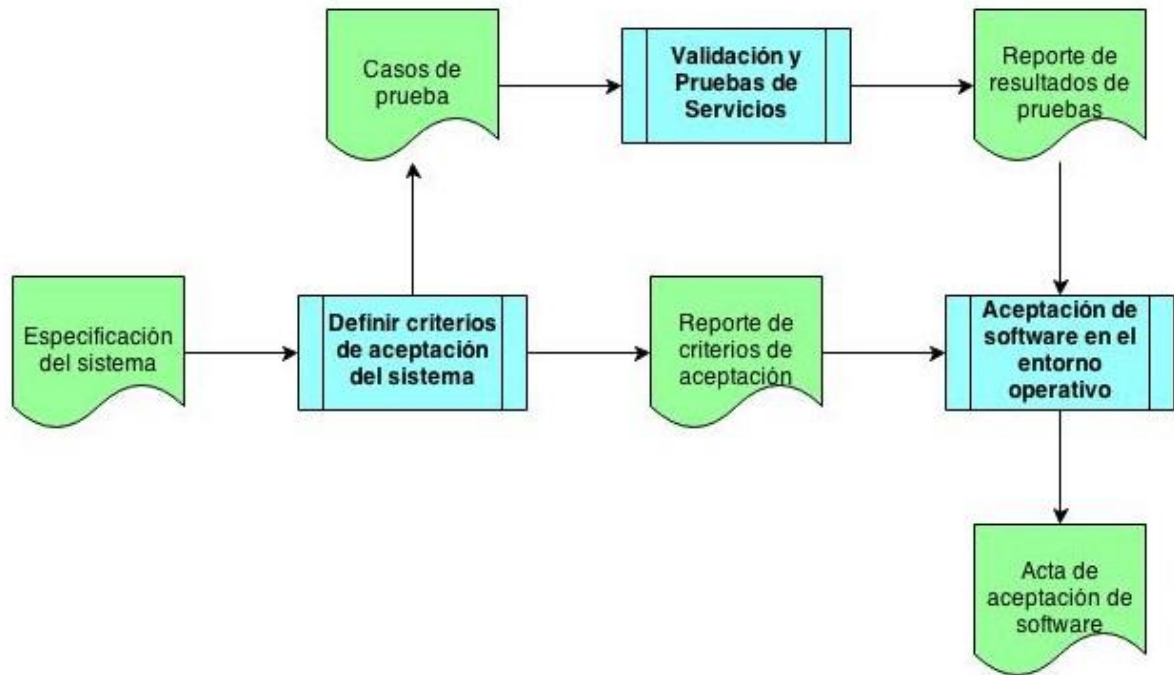 Casos de
prueba
Validación y
Pruebas de
Servicios
Reporte de
resultados de
pruebas
Especificación
del sistema
Definir criterios
de aceptación
del sistema
Reporte de
criterios de
aceptación
Aceptación de
software en el
entorno
operativo
Acta de
aceptación de
software